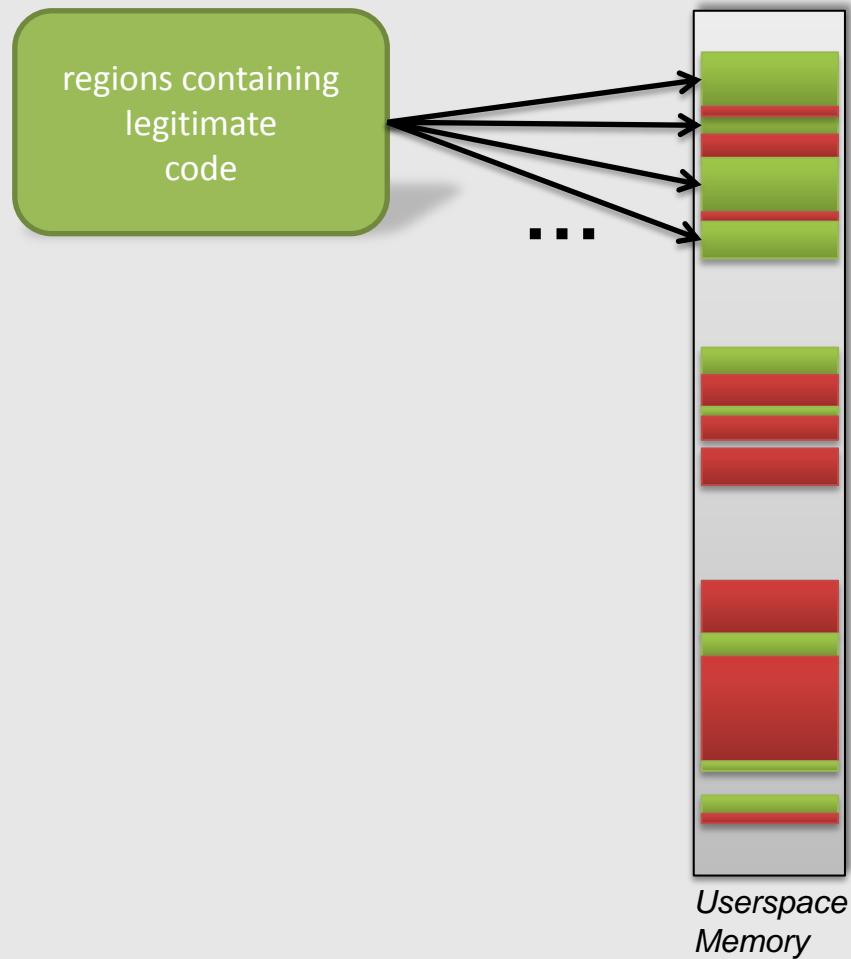 regions containing
legitimate
code
...
Userspace
Memory